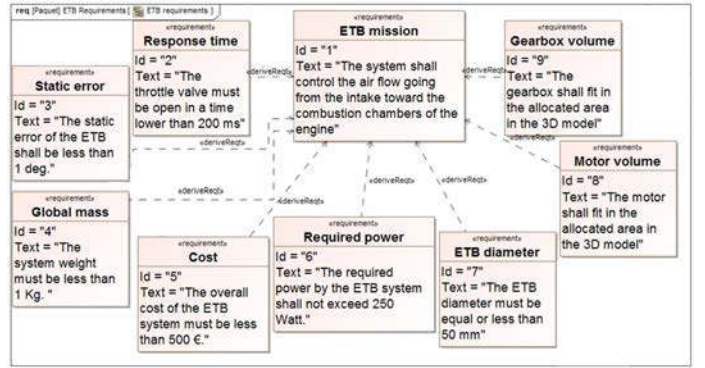 req [Paquet] ETB Requirements [ ETB requirements ]
«requirement»
Response time
Id = "2"
Text = "The
throttle valve must
be open in a time
lower than 200 ms"
«requirement»
ETB mission
Id = "1"
Text = "The system shall
control the air flow going
from the intake toward the
combustion chambers of the
engine"
«requirement»
Gearbox volume
Id = "9"
Text = "The
gearbox shall fit in
the allocated area
in the 3D model"
«requirement»
Static error
Id = "3"
Text = "The static
error of the ETB
shall be less than
1 deg."
«requirement»
Motor volume
Id = "8"
Text = "The motor
shall fit in the
allocated area in
the 3D model"
«requirement»
Global mass
Id = "4"
Text = "The
system weight
must be less than
1 Kg. "
«requirement»
Cost
Id = "5"
Text = "The overall
cost of the ETB
system must be less
than 500 €."
«requirement»
Required power
Id = "6"
Text = "The required
power by the ETB system
shall not exceed 250
Watt."
«requirement»
ETB diameter
Id = "7"
Text = "The ETB
diameter must be
equal or less than
50 mm"
«deriveReqt»
«deriveReqt»
«deriveReqt»
«deriveReqt»
«deriveReqt»
«deriveReqt»
«deriveReqt»
«deriveReqt»